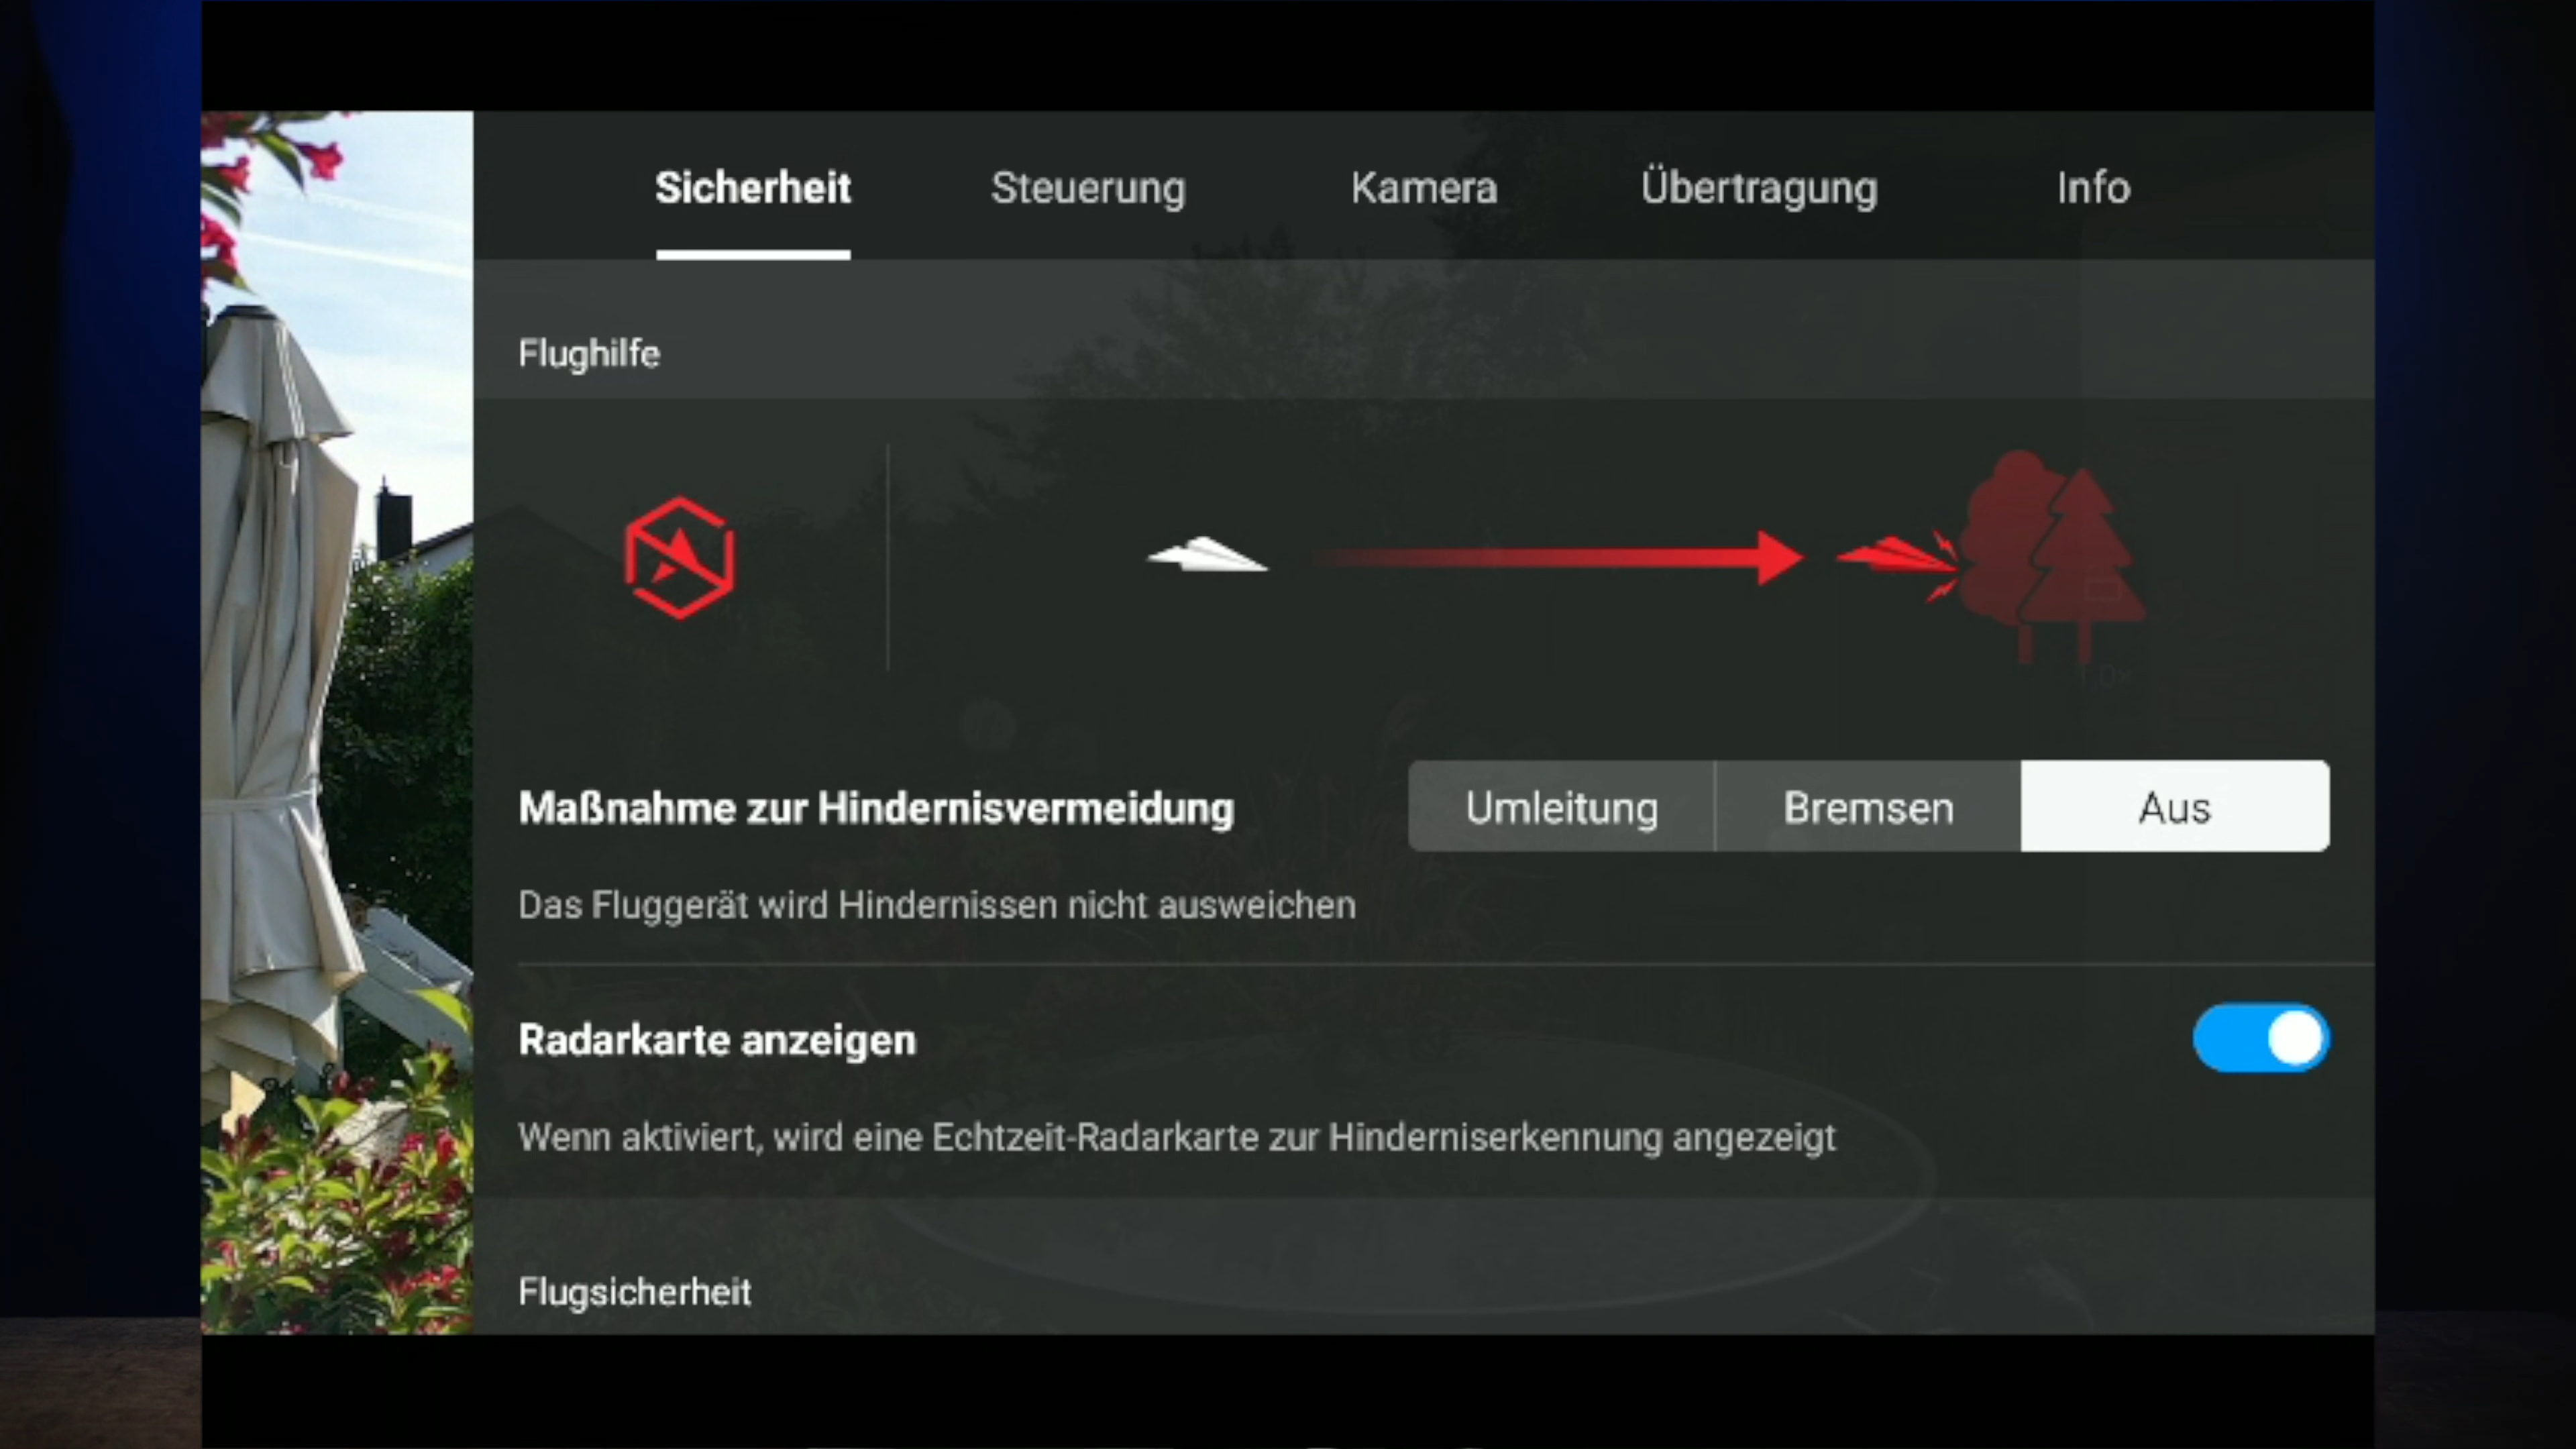 Sicherheit Steuerung Kamera Übertragung Info
Flughilfe
Maßnahme zur Hindernisvermeidung Umleitung Bremsen Aus
Das Fluggerät wird Hindernissen nicht ausweichen
Radarkarte anzeigen
Wenn aktiviert, wird eine Echtzeit-Radarkarte zur Hinderniserkennung angezeigt
Flugsicherheit